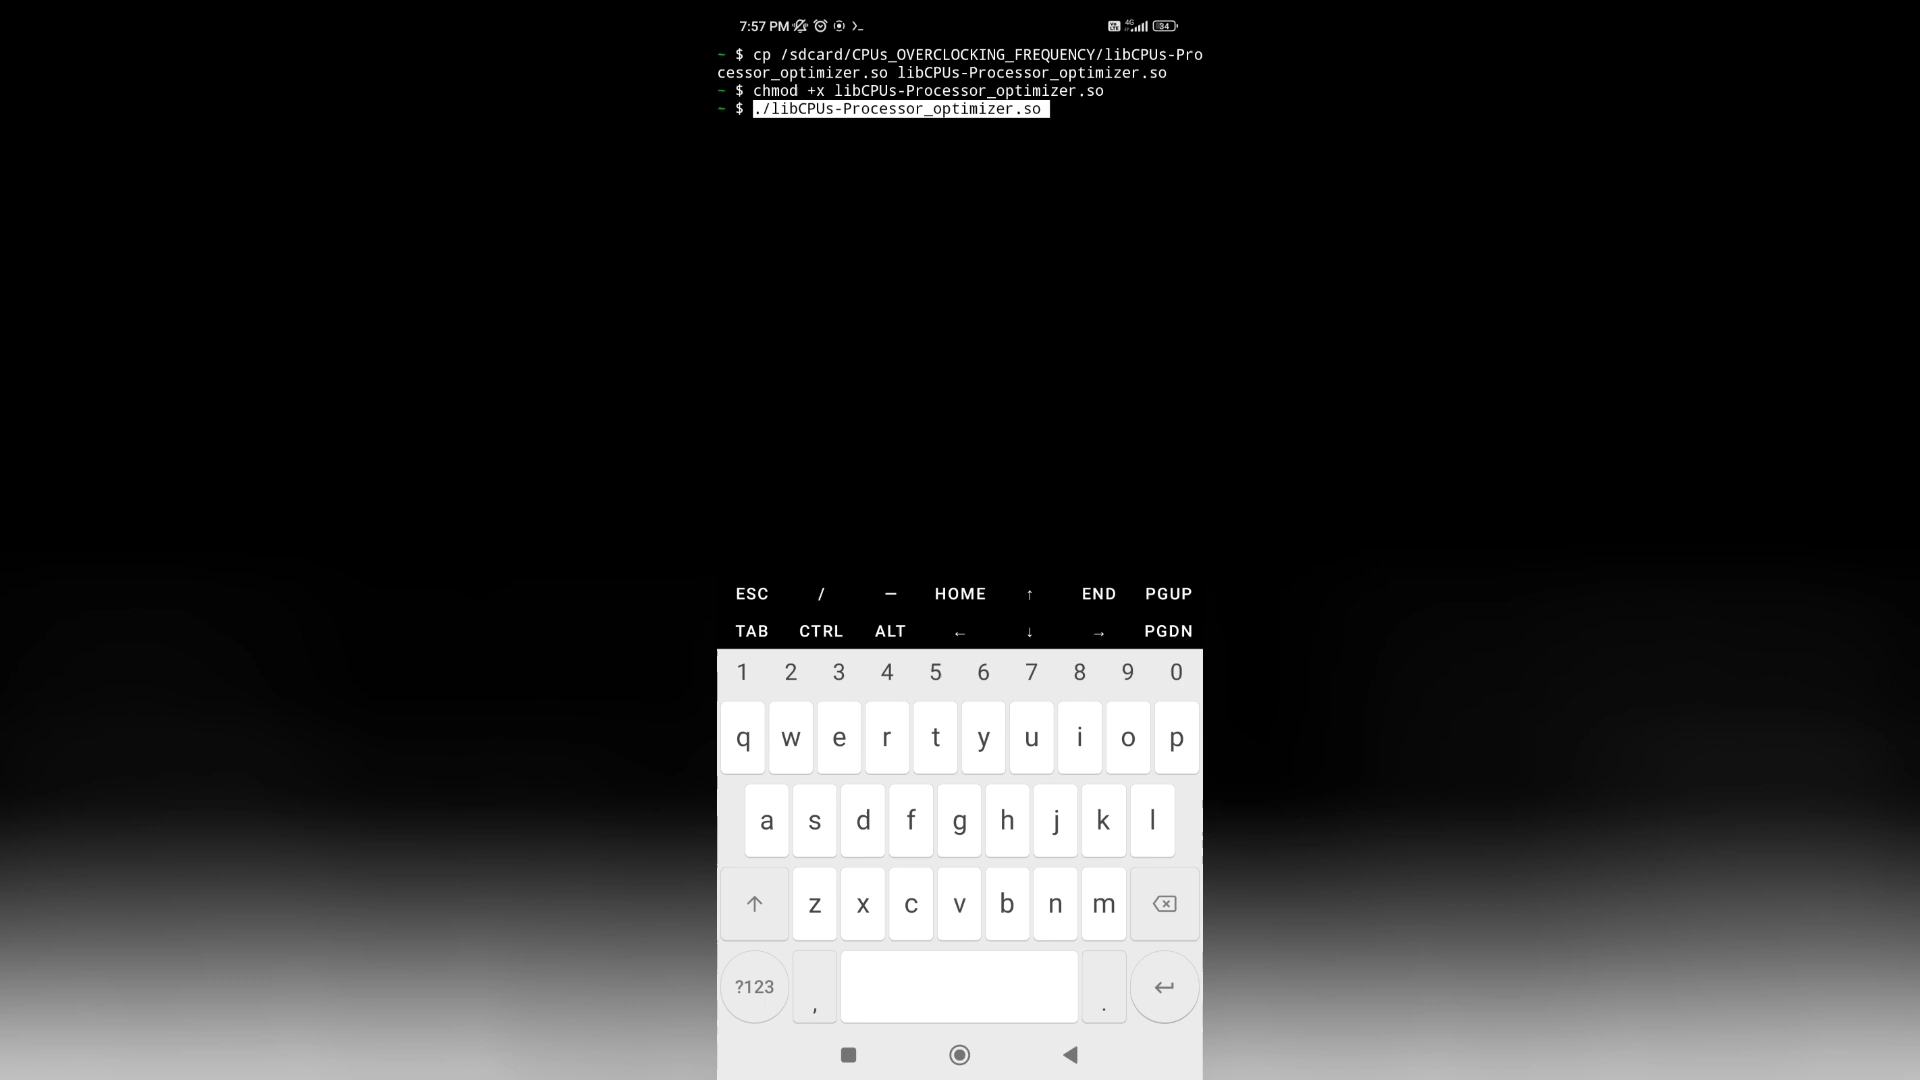 7:57 PM
4G
34
~ $ cp /sdcard/CPUs_OVERCLOCKING_FREQUENCY/libCPUs-Pro
cessor_optimizer.so libCPUs-Processor_optimizer.so
~ $ chmod +x libCPUs-Processor_optimizer.so
~ $ ./libCPUs-Processor_optimizer.so
ESC / — HOME ↑ END PGUP
TAB CTRL ALT ← ↓ → PGDN
1 2 3 4 5 6 7 8 9 0
q w e r t y u i o p
a s d f g h j k l
z x c v b n m
?123 , .